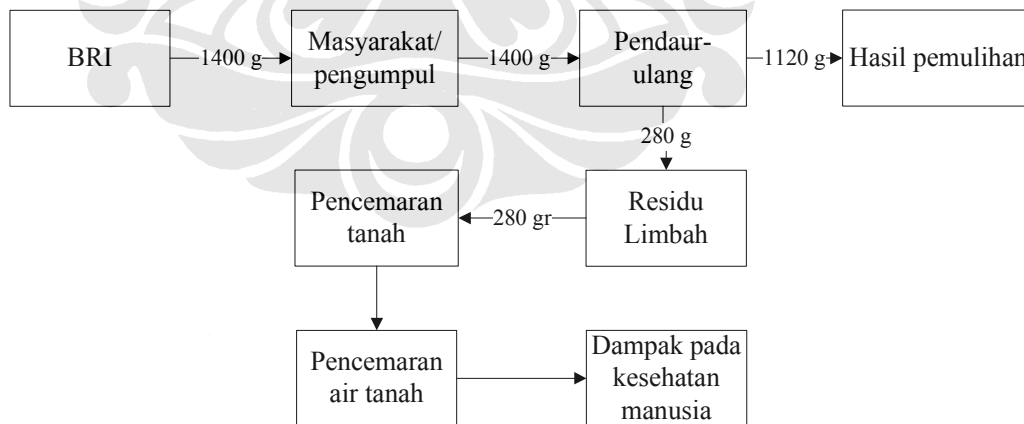 BRI
1400 g
Masyarakat/
pengumpul
1400 g
Pendaur-
ulang
1120 g
Hasil pemulihan
280 g
Pencemaran
tanah
280 gr
Residu
Limbah
Pencemaran
air tanah
Dampak pada
kesehatan
manusia